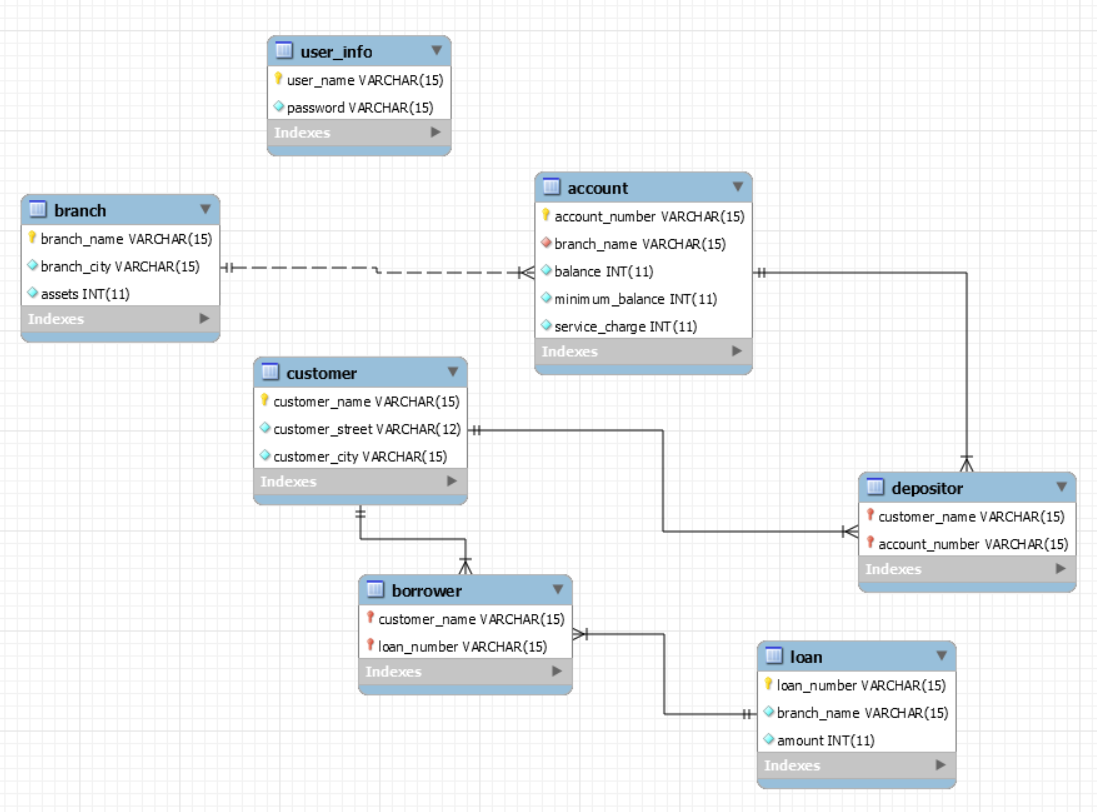 user_info
user_name VARCHAR(15)
password VARCHAR(15)
Indexes
branch
branch_name VARCHAR(15)
branch_city VARCHAR(15)
assets INT(11)
Indexes
account
account_number VARCHAR(15)
branch_name VARCHAR(15)
balance INT(11)
minimum_balance INT(11)
service_charge INT(11)
Indexes
customer
customer_name VARCHAR(15)
customer_street VARCHAR(12)
customer_city VARCHAR(15)
Indexes
depositor
customer_name VARCHAR(15)
account_number VARCHAR(15)
Indexes
borrower
customer_name VARCHAR(15)
loan_number VARCHAR(15)
Indexes
loan
loan_number VARCHAR(15)
branch_name VARCHAR(15)
amount INT(11)
Indexes